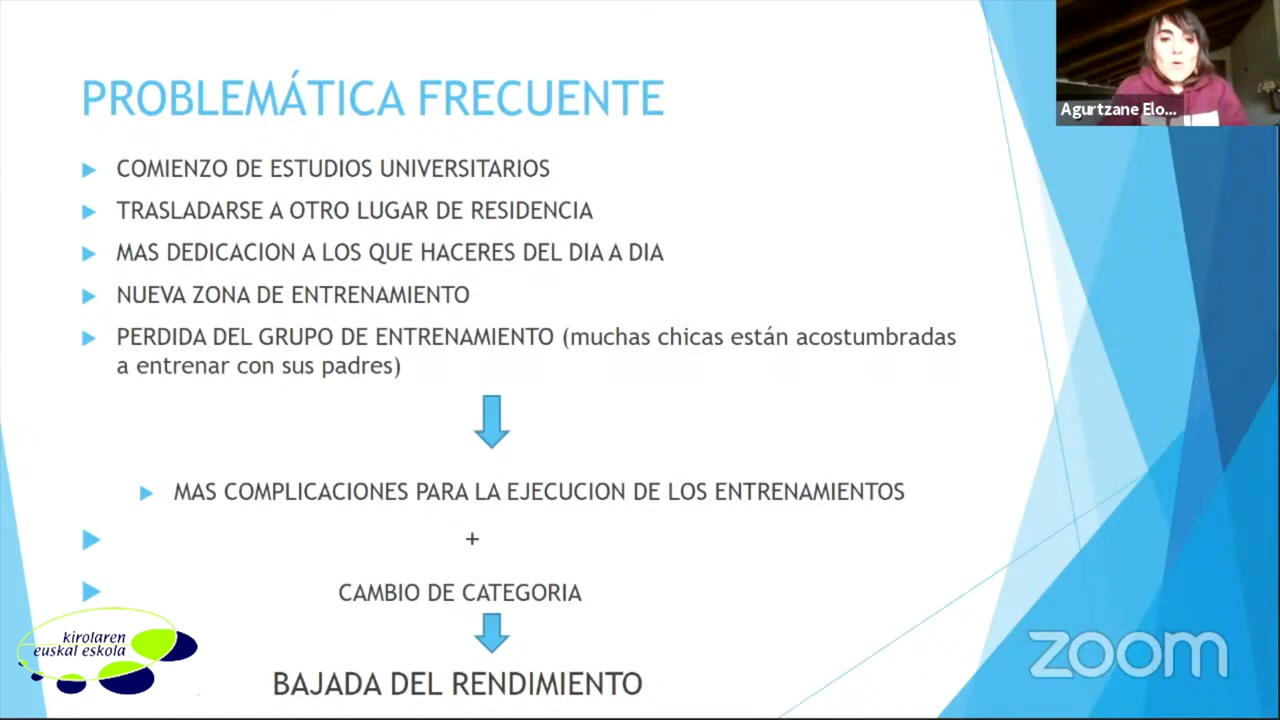 PROBLEMÁTICA FRECUENTE
Agurtzane Elo...
COMIENZO DE ESTUDIOS UNIVERSITARIOS
TRASLADARSE A OTRO LUGAR DE RESIDENCIA
MAS DEDICACION A LOS QUE HACERES DEL DIA A DIA
NUEVA ZONA DE ENTRENAMIENTO
PERDIDA DEL GRUPO DE ENTRENAMIENTO (muchas chicas están acostumbradas
a entrenar con sus padres)
MAS COMPLICACIONES PARA LA EJECUCION DE LOS ENTRENAMIENTOS
+
CAMBIO DE CATEGORIA
BAJADA DEL RENDIMIENTO
kirolaren
euskal eskola
zoom